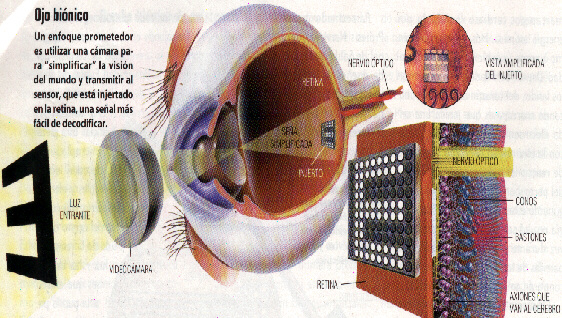 Ojo biónico
Un enfoque prometedor
es utilizar una cámara pa-
ra "simplificar" la visión
del mundo y transmitir al
sensor, que está injertado
en la retina, una señal más
fácil de decodificar.
NERVIO ÓPTICO
VISTA AMPLIFICADA
DEL INJERTO
1999
RETINA
SEÑAL
SIMPLIFICADA
INJERTO
E
LUZ
ENTRANTE
VIDEOCÁMARA
NERVIO ÓPTICO
CONOS
BASTONES
RETINA
AXIONES QUE
VAN AL CEREBRO